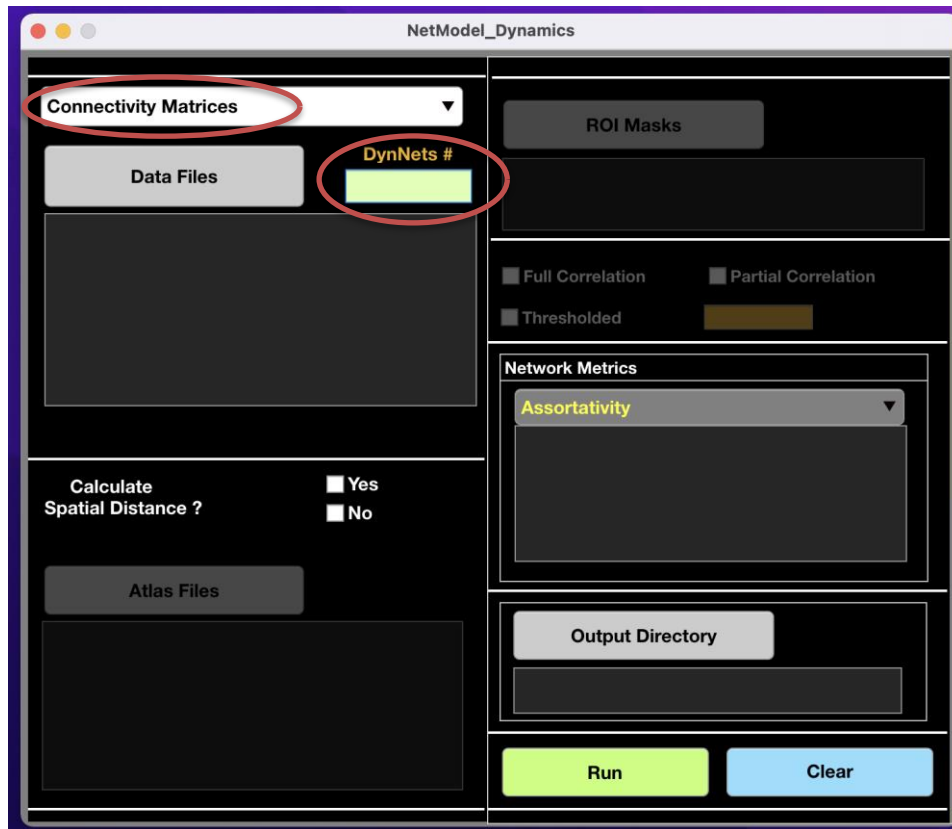 NetModel_Dynamics
Connectivity Matrices
Data Files
DynNets #
Calculate
Spatial Distance ?
Yes
No
Atlas Files
ROI Masks
Full Correlation
Partial Correlation
Thresholded
Network Metrics
Assortativity
Output Directory
Run
Clear